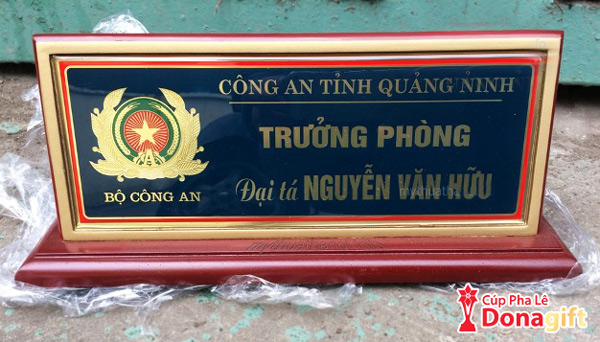 CÔNG AN TỈNH QUẢNG NINH
TRƯỞNG PHÒNG
Đại tá NGUYỄN VĂN HỮU
BỘ CÔNG AN
Cúp Pha Lê
Donagift